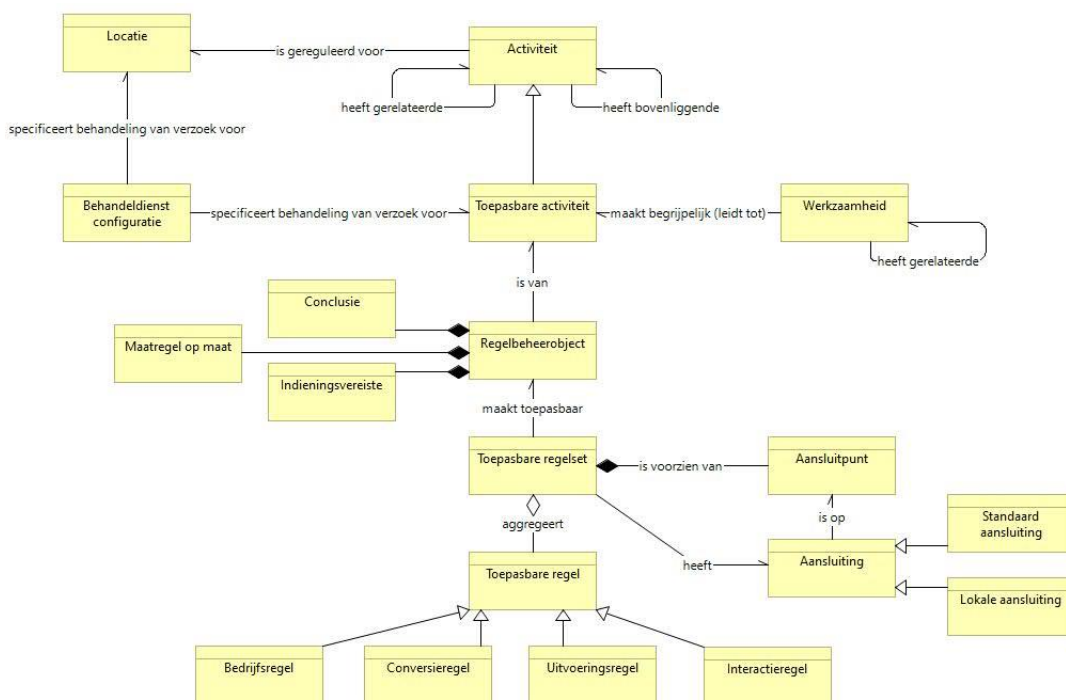 Locatie
is gereguleerd voor
Activiteit
heeft gerelateerde
heeft bovenliggende
specificeert behandeling van verzoek voor
Behandeldienst
configuratie
specificeert behandeling van verzoek voor
Toepasbare activiteit
maakt begrijpelijk (leidt tot)
Werkzaamheid
heeft gerelateerde
is van
Conclusie
Maatregel op maat
Regelbeheerobject
Indieningsvereiste
maakt toepasbaar
Toepasbare regelset
is voorzien van
Aansluitpunt
aggregeert
is op
Standaard
aansluiting
heeft
Aansluiting
Toepasbare regel
Lokale aansluiting
Bedrijfsregel
Conversieregel
Uitvoeringsregel
Interactieregel